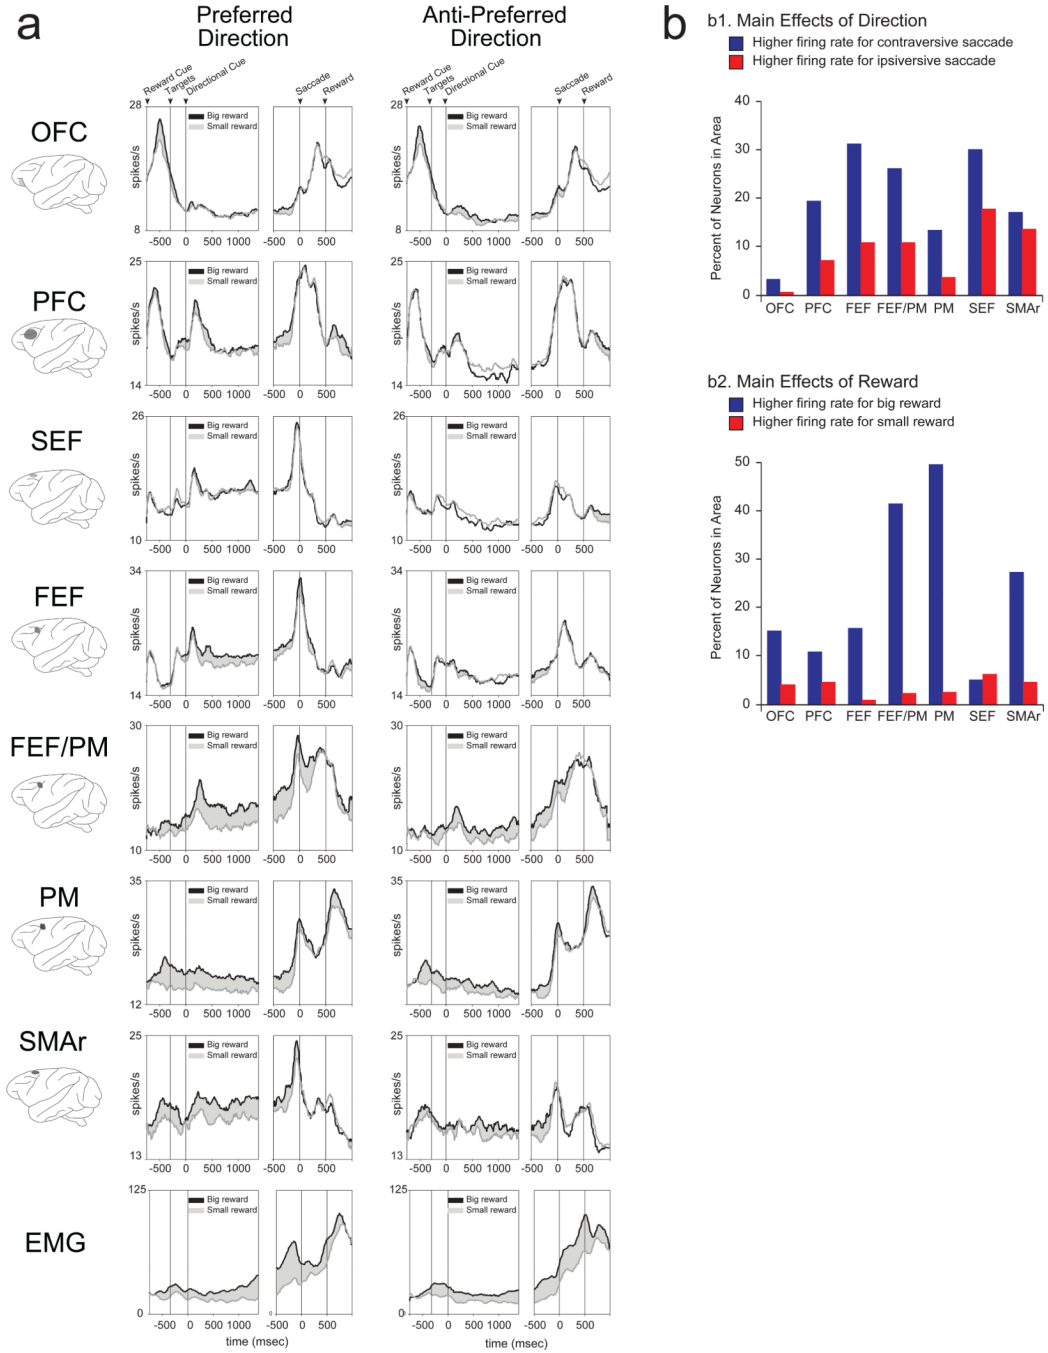 a
Preferred Direction
Anti-Preferred Direction
Reward Cue
Targets
Directional Cue
Saccade
Reward
Reward Cue
Targets
Directional Cue
Saccade
Reward
OFC
28
8
spikes/s
Big reward
Small reward
-500 0 500 1000
-500 0 500
spikes/s
Big reward
Small reward
-500 0 500 1000
-500 0 500
PFC
25
14
spikes/s
Big reward
Small reward
-500 0 500 1000
-500 0 500
spikes/s
Big reward
Small reward
-500 0 500 1000
-500 0 500
SEF
26
10
spikes/s
Big reward
Small reward
-500 0 500 1000
-500 0 500
spikes/s
Big reward
Small reward
-500 0 500 1000
-500 0 500
FEF
34
14
spikes/s
Big reward
Small reward
-500 0 500 1000
-500 0 500
spikes/s
Big reward
Small reward
-500 0 500 1000
-500 0 500
FEF/PM
30
10
spikes/s
Big reward
Small reward
-500 0 500 1000
-500 0 500
spikes/s
Big reward
Small reward
-500 0 500 1000
-500 0 500
PM
35
12
spikes/s
Big reward
Small reward
-500 0 500 1000
-500 0 500
spikes/s
Big reward
Small reward
-500 0 500 1000
-500 0 500
SMAr
25
13
spikes/s
Big reward
Small reward
-500 0 500 1000
-500 0 500
spikes/s
Big reward
Small reward
-500 0 500 1000
-500 0 500
EMG
125
0
Big reward
Small reward
-500 0 500 1000
0
-500 0 500
time (msec)
Big reward
Small reward
-500 0 500 1000
0
-500 0 500
time (msec)
b
b1. Main Effects of Direction
Higher firing rate for contraversive saccade
Higher firing rate for ipsiversive saccade
Percent of Neurons in Area
40
30
20
10
0
OFC PFC FEF FEF/PM PM SEF SMAr
b2. Main Effects of Reward
Higher firing rate for big reward
Higher firing rate for small reward
Percent of Neurons in Area
50
40
30
20
10
0
OFC PFC FEF FEF/PM PM SEF SMAr